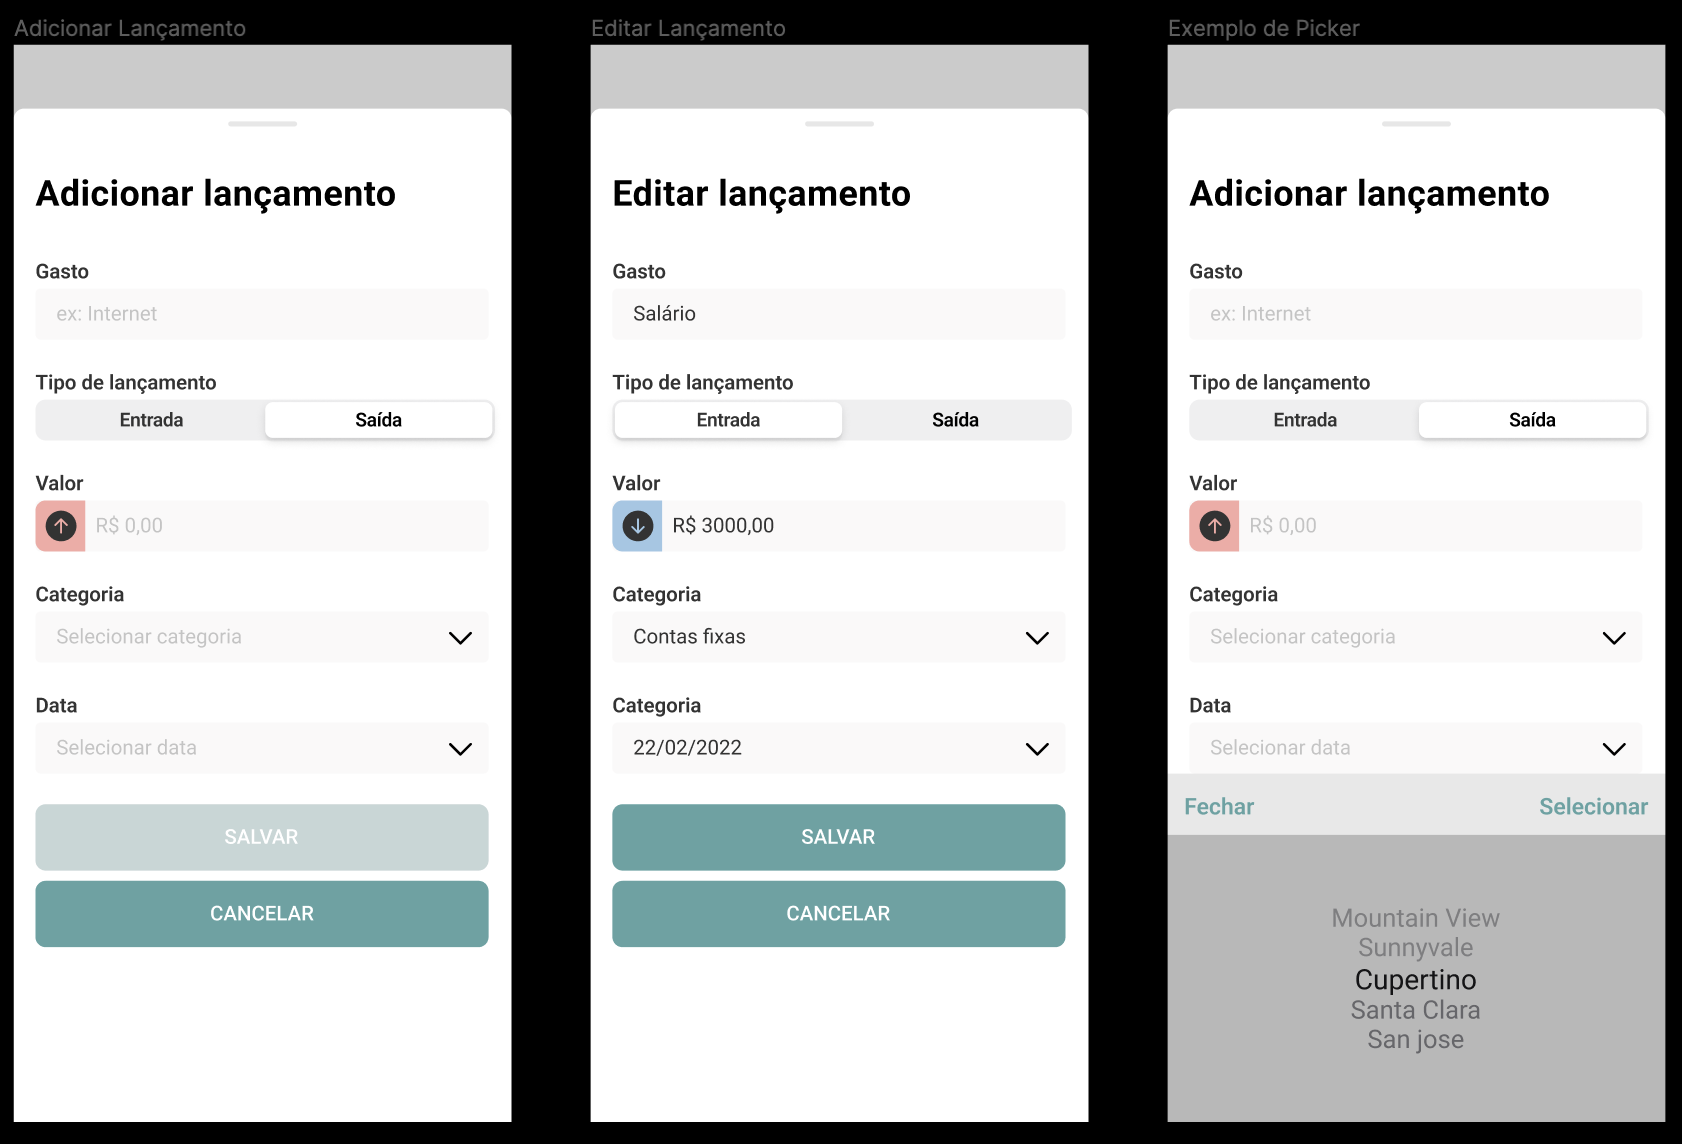 Adicionar Lançamento
Adicionar lançamento
Gasto
ex: Internet
Tipo de lançamento
Entrada Saída
Valor
R$ 0,00
Categoria
Selecionar categoria
Data
Selecionar data
SALVAR
CANCELAR
Editar Lançamento
Editar lançamento
Gasto
Salário
Tipo de lançamento
Entrada Saída
Valor
R$ 3000,00
Categoria
Contas fixas
Categoria
22/02/2022
SALVAR
CANCELAR
Exemplo de Picker
Adicionar lançamento
Gasto
ex: Internet
Tipo de lançamento
Entrada Saída
Valor
R$ 0,00
Categoria
Selecionar categoria
Data
Selecionar data
Fechar Selecionar
Mountain View
Sunnyvale
Cupertino
Santa Clara
San jose